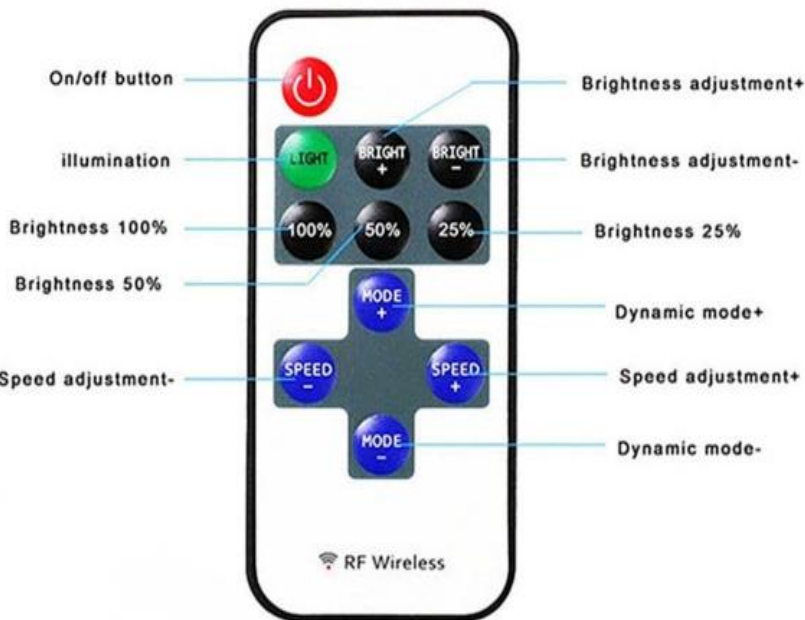 On/off button
Brightness adjustment+
LIGHT
BRIGHT
+
BRIGHT
-
illumination
Brightness adjustment-
Brightness 100%
100%
50%
25%
Brightness 25%
Brightness 50%
MODE
+
Dynamic mode+
Speed adjustment-
SPEED
-
SPEED
+
Speed adjustment+
MODE
-
Dynamic mode-
RF Wireless